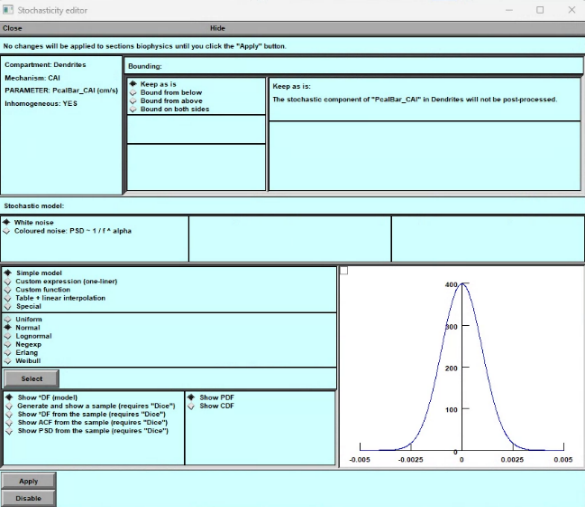 Stochasticity editor
Close Hide
No changes will be applied to sections biophysics until you click the "Apply" button.
Compartment: Dendrites
Mechanism: CAl
PARAMETER: PcalBar_CAl (cm/s)
Inhomogeneous: YES
Bounding:
Keep as is
Bound from below
Bound from above
Bound on both sides
Keep as is:
The stochastic component of "PcalBar_CAl" in Dendrites will not be post-processed.
Stochastic model:
White noise
Coloured noise: PSD ~ 1 / f ^ alpha
Simple model
Custom expression (one-liner)
Custom function
Table + linear interpolation
Special
Uniform
Normal
Lognormal
Negexp
Erlang
Weibull
Select
Show *DF (model)
Generate and show a sample (requires "Dice")
Show *DF from the sample (requires "Dice")
Show ACF from the sample (requires "Dice")
Show PSD from the sample (requires "Dice")
Show PDF
Show CDF
400
300
200
100
0
-0.005 -0.0025 0 0.0025 0.005
Apply
Disable